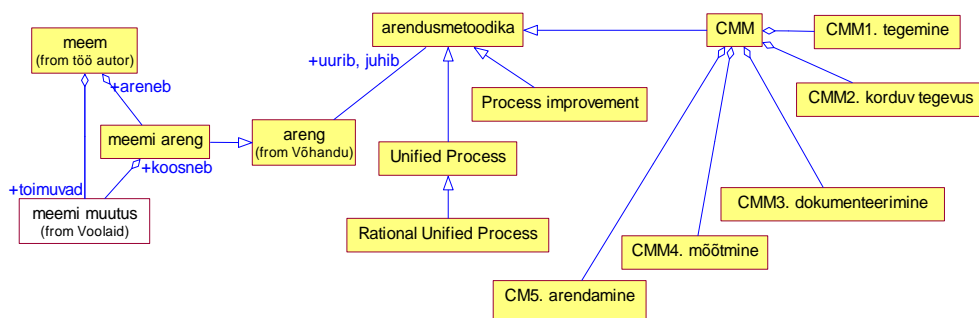 meem
(from töö autor)
+areneb
meemi areng
+koosneb
+toimuvad
meemi muutus
(from Voolaid)
areng
(from Võhandu)
+uurib, juhib
arendusmetoodika
Process improvement
Unified Process
Rational Unified Process
CMM
CMM1. tegemine
CMM2. korduv tegevus
CMM3. dokumenteerimine
CMM4. mõõtmine
CM5. arendamine